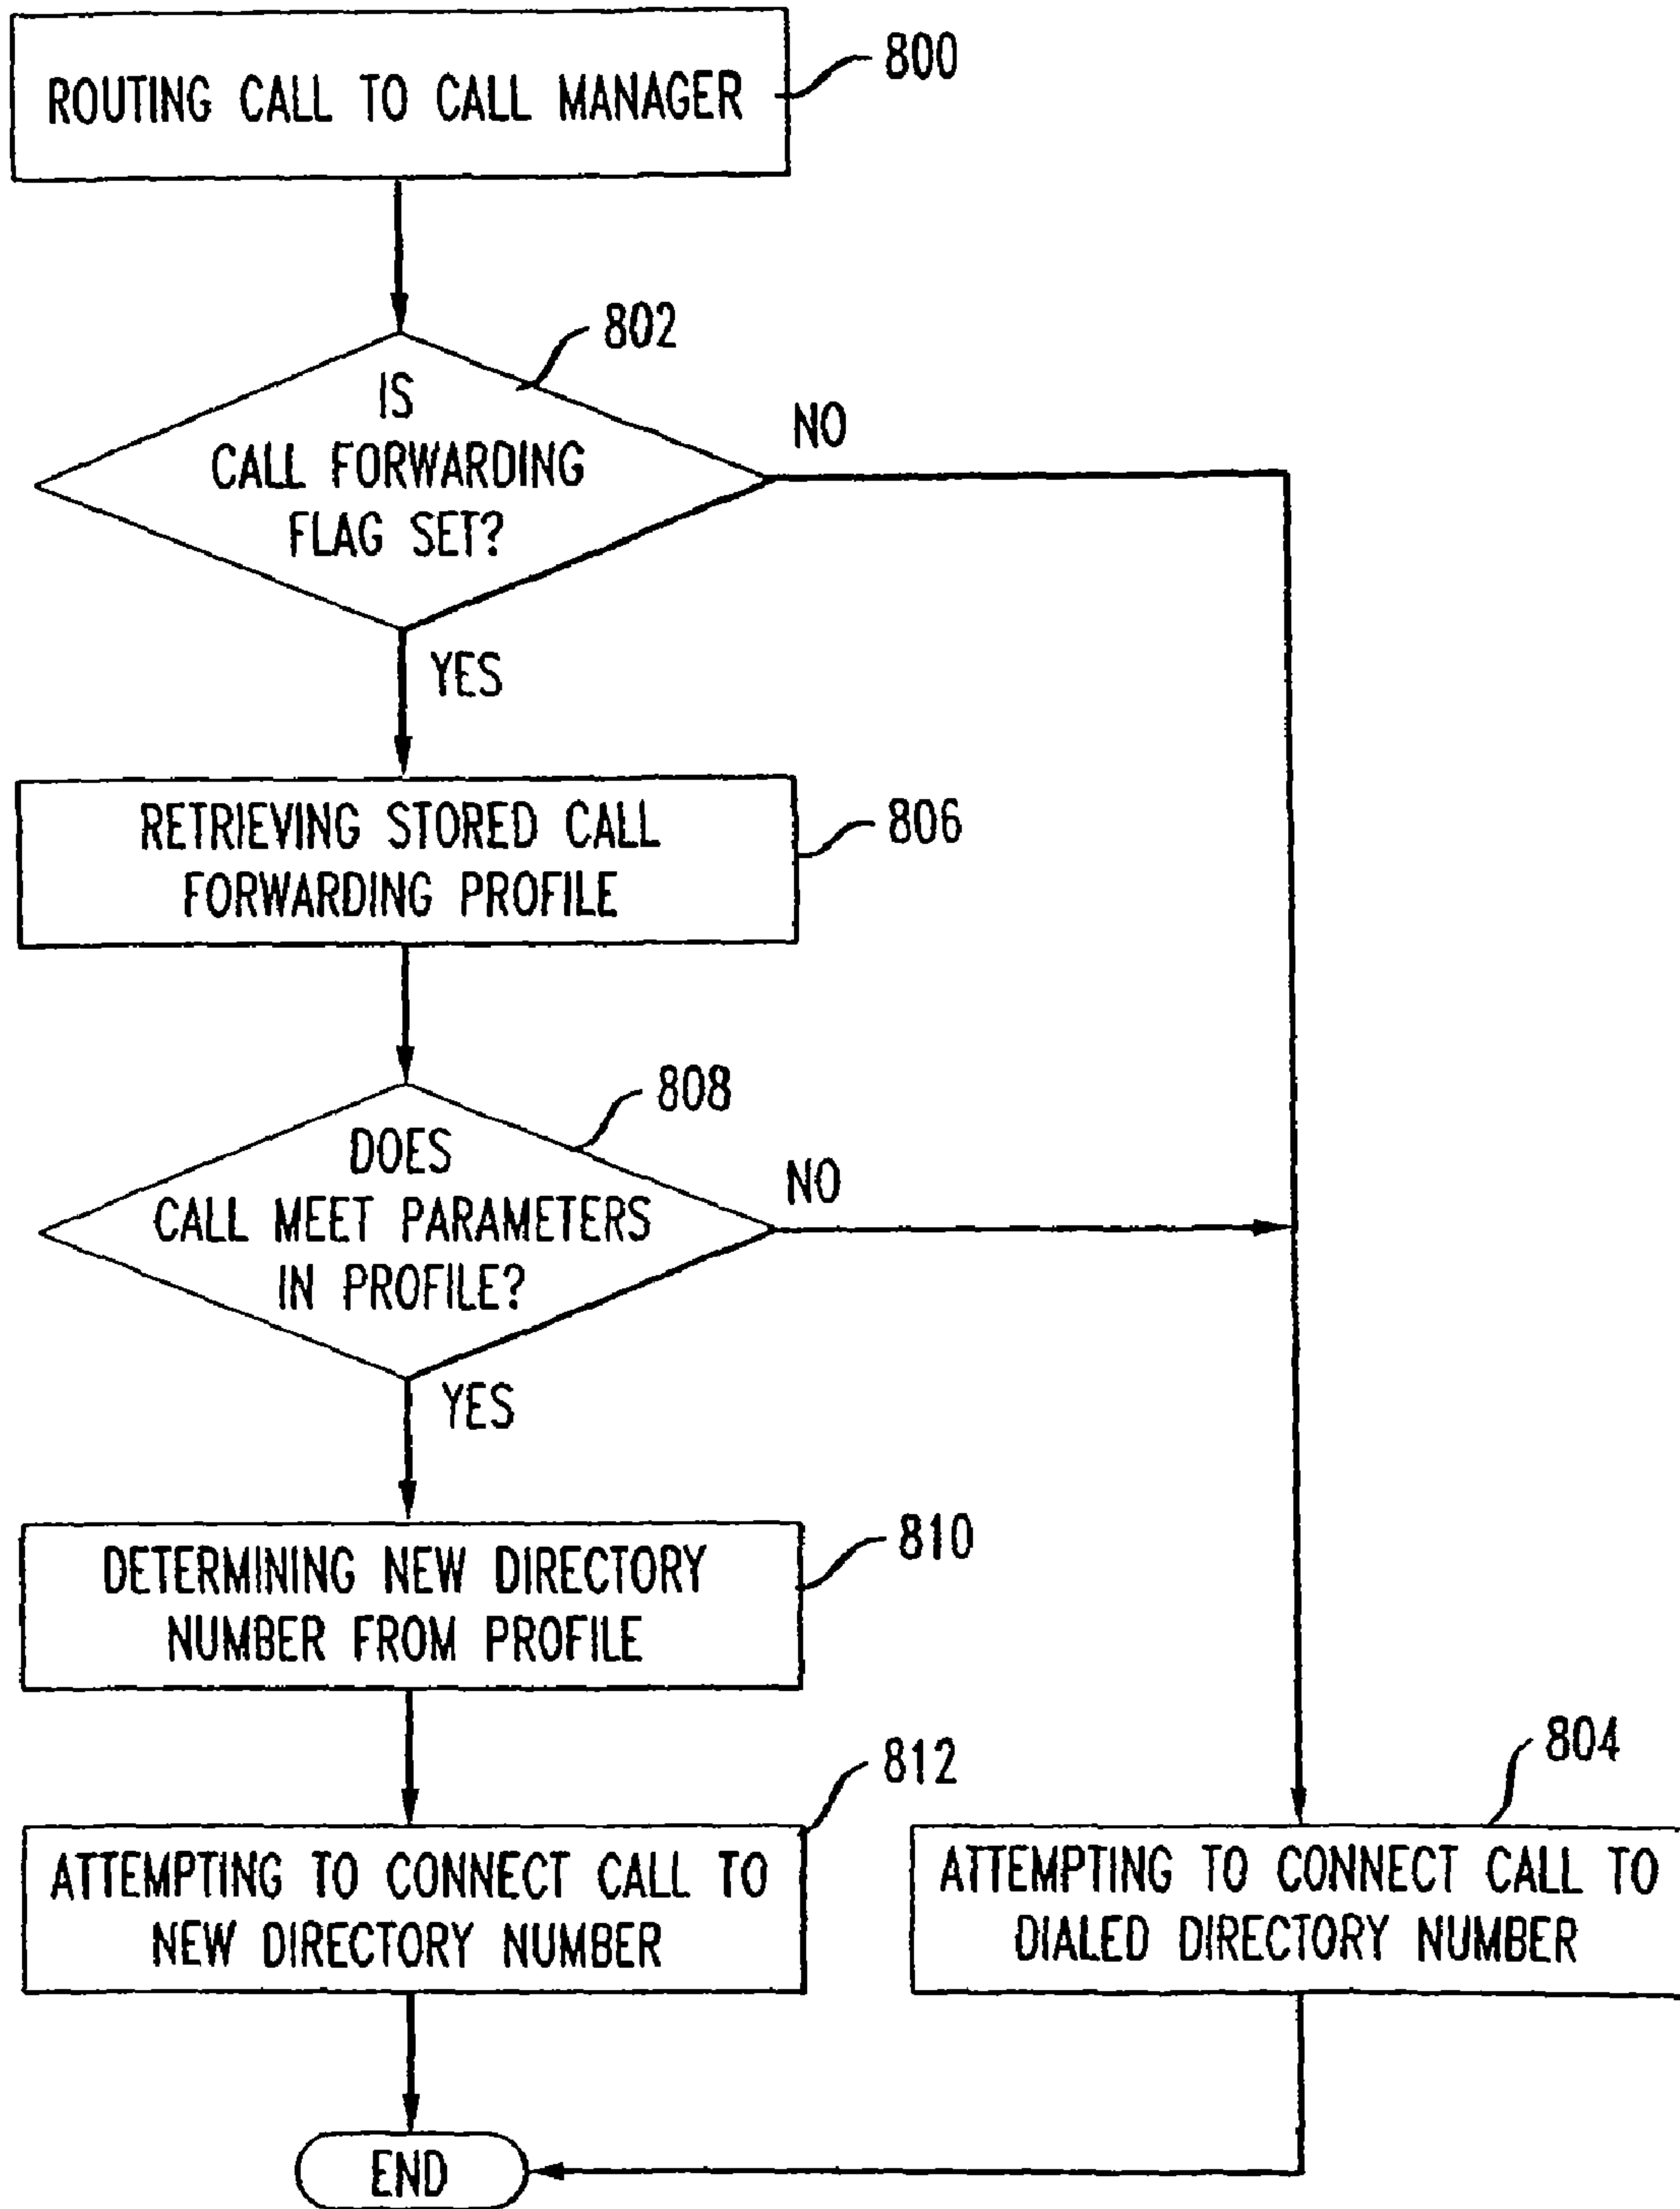 ROUTING CALL TO CALL MANAGER
800
802
IS
CALL FORWARDING
FLAG SET?
NO
YES
RETRIEVING STORED CALL
FORWARDING PROFILE
806
808
DOES
CALL MEET PARAMETERS
IN PROFILE?
NO
YES
DETERMINING NEW DIRECTORY
NUMBER FROM PROFILE
810
812
ATTEMPTING TO CONNECT CALL TO
NEW DIRECTORY NUMBER
804
ATTEMPTING TO CONNECT CALL TO
DIALED DIRECTORY NUMBER
END